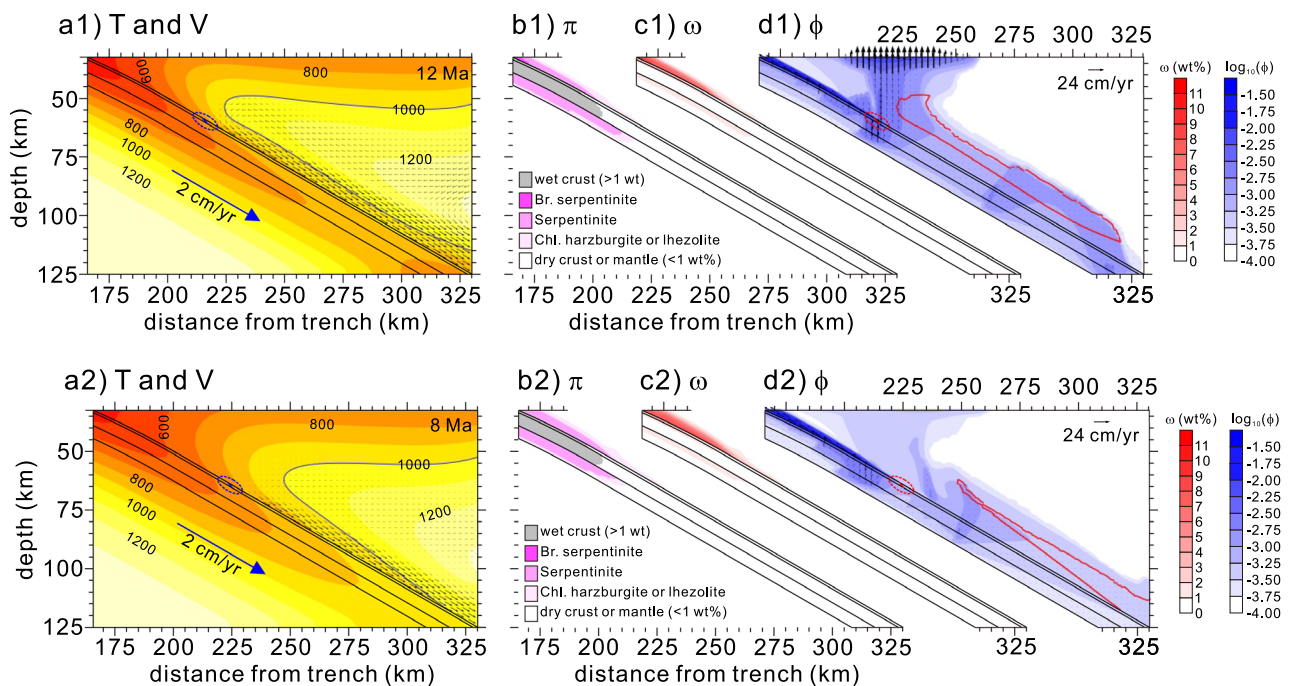 a1) T and V
b1) π
c1) ω
d1) ϕ
225 250 275 300 325
600
800
12 Ma
24 cm/yr
ω (wt%)
log₁₀(ϕ)
50
75
100
125
depth (km)
1000
1200
800
1000
1200
2 cm/yr
wet crust (>1 wt)
Br. serpentinite
Serpentinite
Chl. harzburgite or lhezolite
dry crust or mantle (<1 wt%)
11
10
9
8
7
6
5
4
3
2
1
0
-1.50
-2.00
-2.25
-2.50
-2.75
-3.00
-3.25
-3.50
-3.75
-4.00
175 200 225 250 275 300 325
175 200 225 250 275 300 325
325
325
distance from trench (km)
distance from trench (km)
a2) T and V
b2) π
c2) ω
d2) ϕ
225 250 275 300 325
600
800
8 Ma
24 cm/yr
ω (wt%)
log₁₀(ϕ)
50
75
100
125
depth (km)
1000
1200
800
1000
1200
2 cm/yr
wet crust (>1 wt)
Br. serpentinite
Serpentinite
Chl. harzburgite or lhezolite
dry crust or mantle (<1 wt%)
11
10
9
8
7
6
5
4
3
2
1
0
-1.50
-2.00
-2.25
-2.50
-2.75
-3.00
-3.25
-3.50
-3.75
-4.00
175 200 225 250 275 300 325
175 200 225 250 275 300 325
325
325
distance from trench (km)
distance from trench (km)